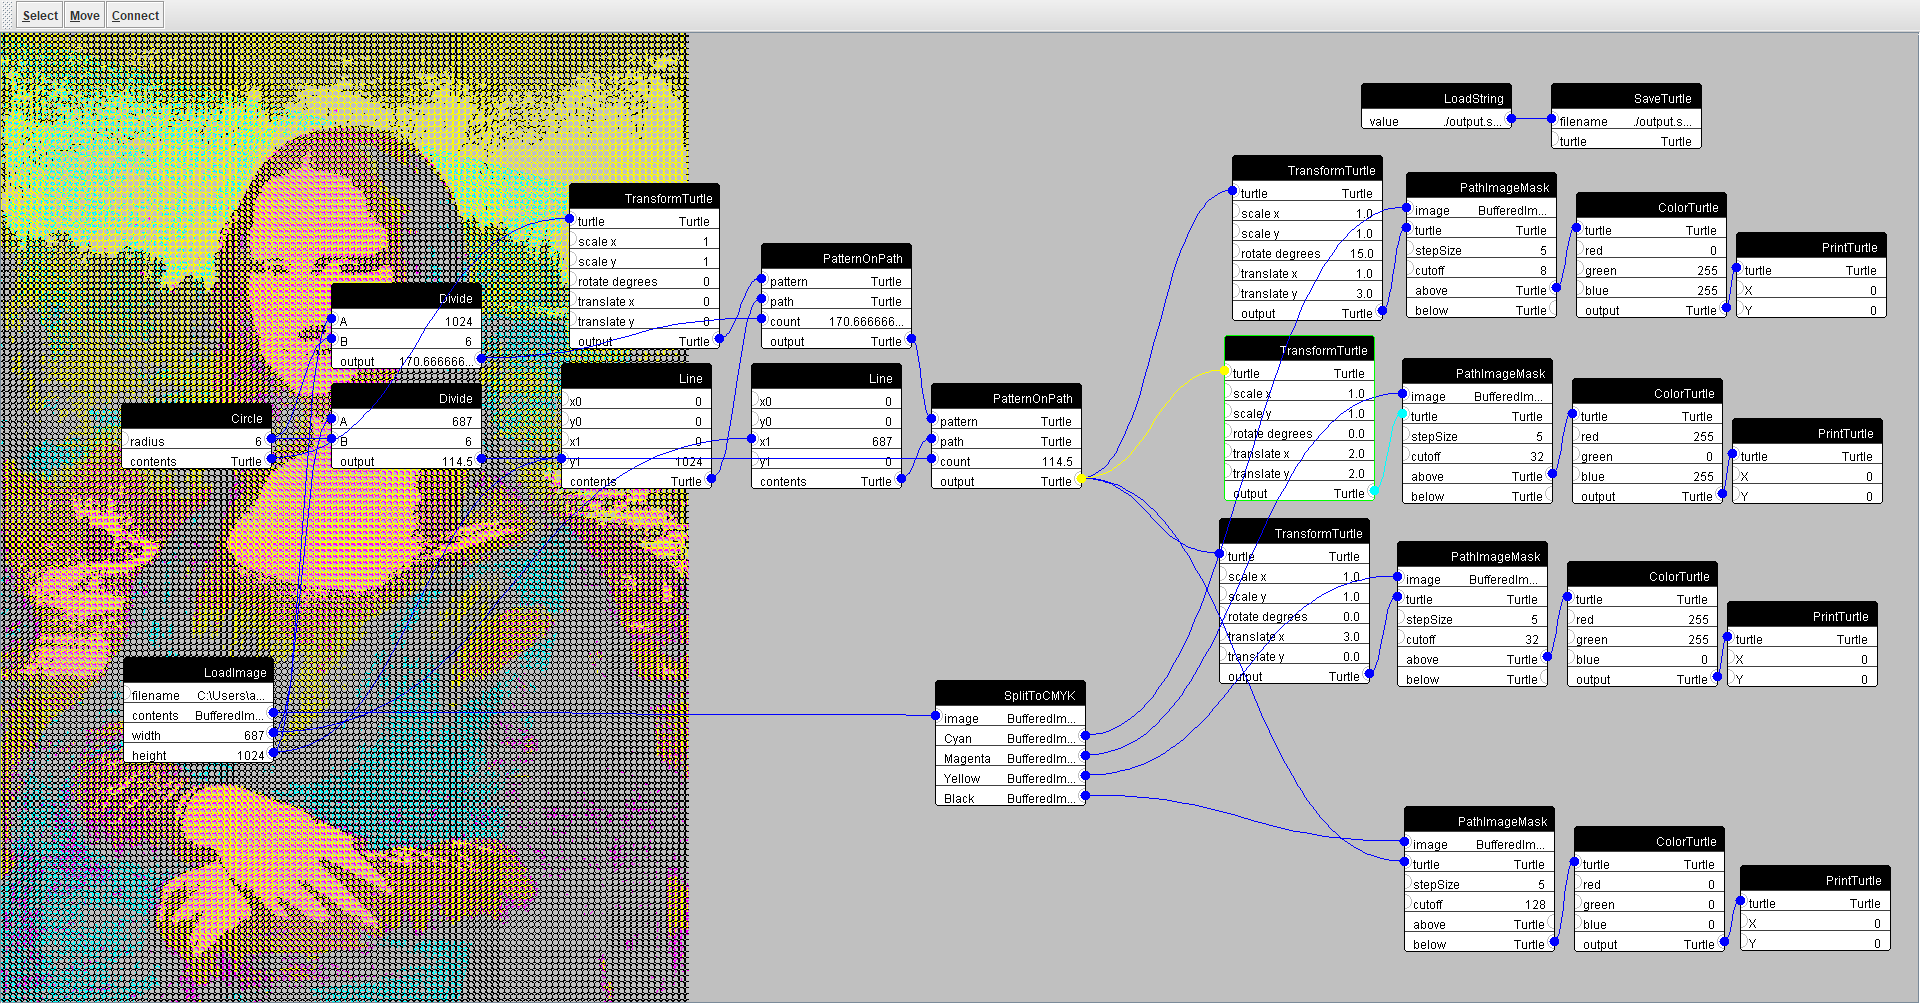 Select Move Connect
LoadString
value ./output.s...
SaveTurtle
filename ./output.s...
turtle Turtle
TransformTurtle
turtle Turtle
scale x 1.0
scale y 1.0
rotate degrees 15.0
translate x 1.0
translate y 3.0
output Turtle
PathImageMask
image BufferedIm...
turtle Turtle
stepSize 5
cutoff 8
above Turtle
below Turtle
ColorTurtle
turtle Turtle
red 0
green 255
blue 255
output Turtle
PrintTurtle
turtle Turtle
X 0
Y 0
TransformTurtle
turtle Turtle
scale x 1
scale y 1
rotate degrees 0
translate x 0
translate y 0
output Turtle
PatternOnPath
pattern Turtle
path Turtle
count 170.666666...
output Turtle
Divide
A 1024
B 6
output 170.666666...
Divide
A 687
B 6
output 114.5
Circle
radius 6
contents Turtle
Line
x0 0
y0 0
x1 0
y1 1024
contents Turtle
Line
x0 0
y0 0
x1 687
y1 0
contents Turtle
PatternOnPath
pattern Turtle
path Turtle
count 114.5
output Turtle
TransformTurtle
turtle Turtle
scale x 1.0
scale y 1.0
rotate degrees 0.0
translate x 2.0
translate y 2.0
output Turtle
PathImageMask
image BufferedIm...
turtle Turtle
stepSize 5
cutoff 32
above Turtle
below Turtle
ColorTurtle
turtle Turtle
red 255
green 0
blue 255
output Turtle
PrintTurtle
turtle Turtle
X 0
Y 0
TransformTurtle
turtle Turtle
scale x 1.0
scale y 1.0
rotate degrees 0.0
translate x 3.0
translate y 0.0
output Turtle
PathImageMask
image BufferedIm...
turtle Turtle
stepSize 5
cutoff 32
above Turtle
below Turtle
ColorTurtle
turtle Turtle
red 255
green 255
blue 0
output Turtle
PrintTurtle
turtle Turtle
X 0
Y 0
LoadImage
filename C:\Users\a...
contents BufferedIm...
width 687
height 1024
SplitToCMYK
image BufferedIm...
Cyan BufferedIm...
Magenta BufferedIm...
Yellow BufferedIm...
Black BufferedIm...
PathImageMask
image BufferedIm...
turtle Turtle
stepSize 5
cutoff 128
above Turtle
below Turtle
ColorTurtle
turtle Turtle
red 0
green 0
blue 0
output Turtle
PrintTurtle
turtle Turtle
X 0
Y 0